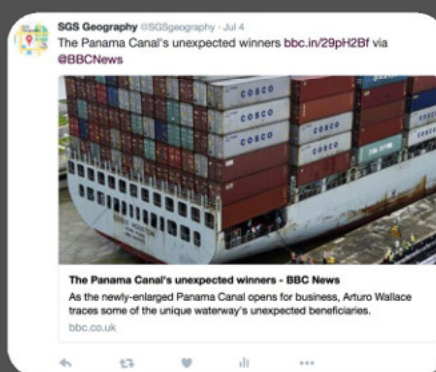 SGS Geography @SGSgeography · Jul 4
The Panama Canal's unexpected winners bbc.in/29pH2Bf via
@BBCNews
COSCO
COSCO
COSCO
COSCO
COSCO
COSCO
The Panama Canal's unexpected winners - BBC News
As the newly-enlarged Panama Canal opens for business, Arturo Wallace
traces some of the unique waterway's unexpected beneficiaries.
bbc.co.uk